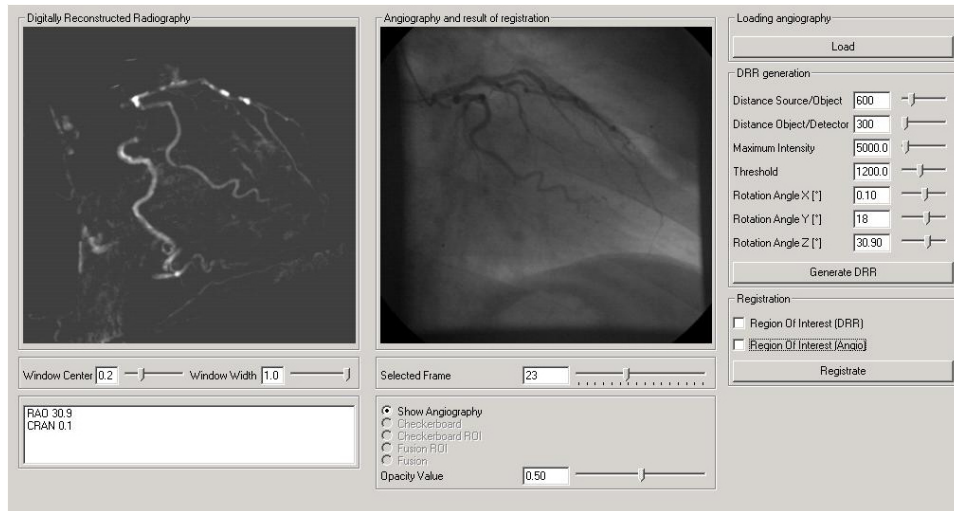 Digitally Reconstructed Radiography
Angiography and result of registration
Loading angiography
Load
DRR generation
Distance Source/Object 600
Distance Object/Detector 300
Maximum Intensity 5000.0
Threshold 1200.0
Rotation Angle X [°] 0.10
Rotation Angle Y [°] 18
Rotation Angle Z [°] 30.90
Generate DRR
Registration
Region Of Interest (DRR)
Region Of Interest (Angio)
Registrate
Window Center 0.2 Window Width 1.0
Selected Frame 23
RAO 30.9
CRAN 0.1
Show Angiography
Checkerboard
Checkerboard ROI
Fusion ROI
Fusion
Opacity Value 0.50